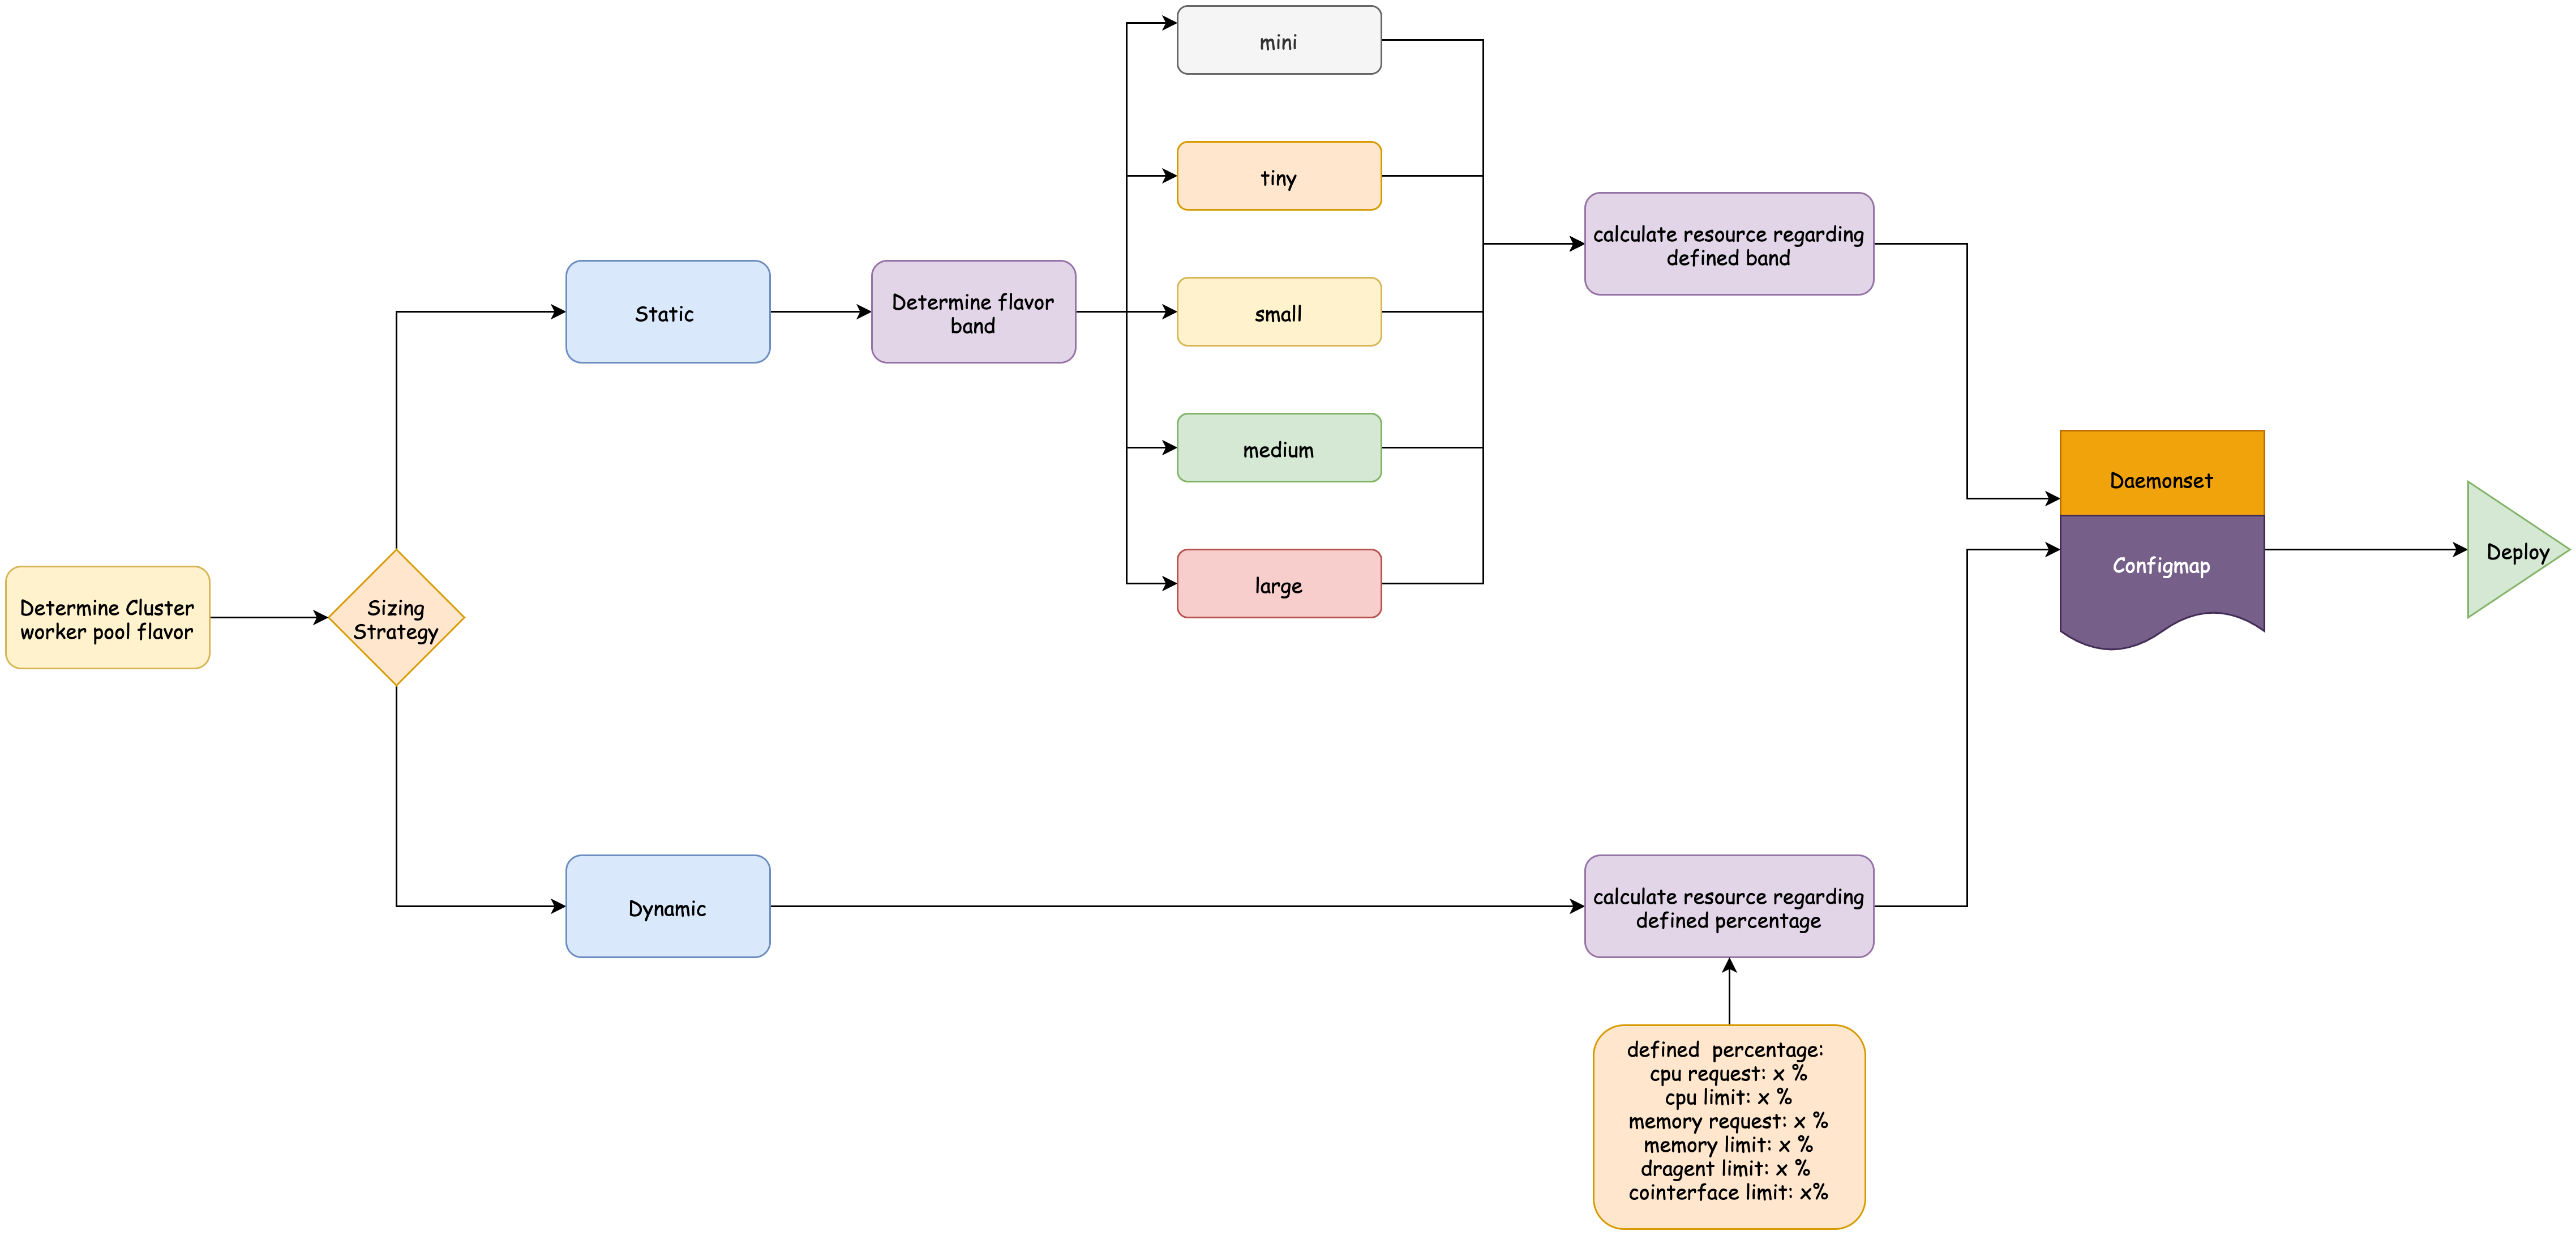 mini
tiny
small
medium
large
Static
Determine flavor
band
calculate resource regarding
defined band
Determine Cluster
worker pool flavor
Sizing
Strategy
Daemonset
Configmap
Deploy
Dynamic
calculate resource regarding
defined percentage
defined  percentage:
cpu request: x %
cpu limit: x %
memory request: x %
memory limit: x %
dragent limit: x %
cointerface limit: x%